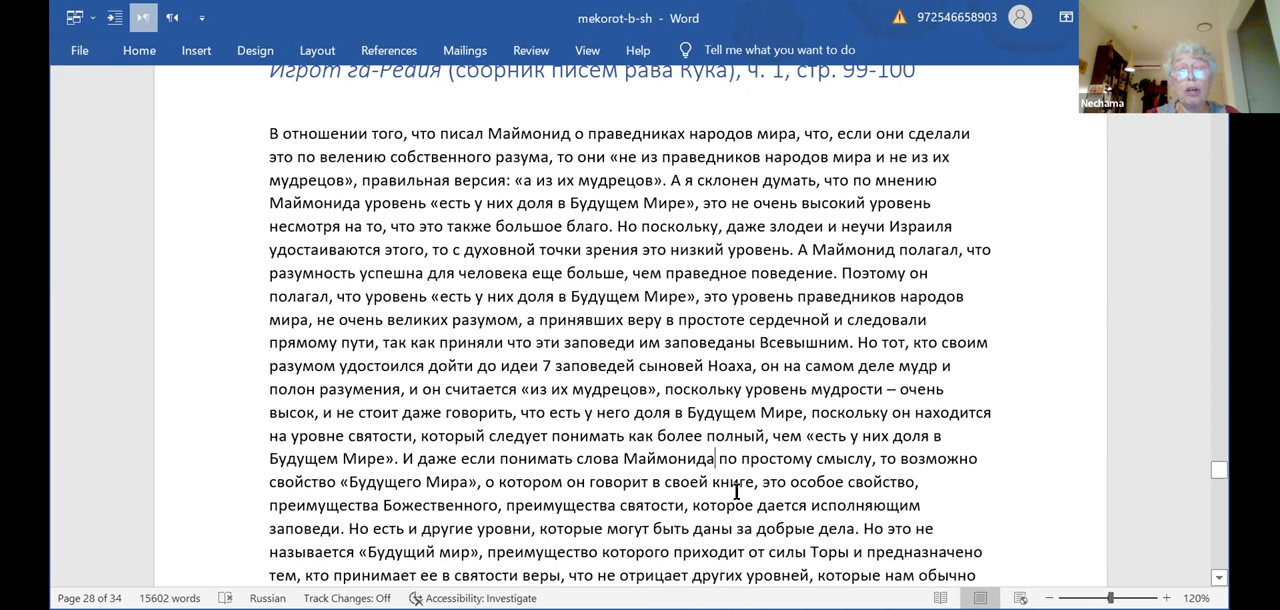 mekorot-b-sh - Word
972546658903
File Home Insert Design Layout References Mailings Review View Help Tell me what you want to do
Nechama
Игрот га-Редия (сборник писем рава Кука), ч. 1, стр. 99-100
В отношении того, что писал Маймонид о праведниках народов мира, что, если они сделали
это по велению собственного разума, то они «не из праведников народов мира и не из их
мудрецов», правильная версия: «а из их мудрецов». А я склонен думать, что по мнению
Маймонида уровень «есть у них доля в Будущем Мире», это не очень высокий уровень
несмотря на то, что это также большое благо. Но поскольку, даже злодеи и неучи Израиля
удостаиваются этого, то с духовной точки зрения это низкий уровень. А Маймонид полагал, что
разумность успешна для человека еще больше, чем праведное поведение. Поэтому он
полагал, что уровень «есть у них доля в Будущем Мире», это уровень праведников народов
мира, не очень великих разумом, а принявших веру в простоте сердечной и следовали
прямому пути, так как приняли что эти заповеди им заповеданы Всевышним. Но тот, кто своим
разумом удостоился дойти до идеи 7 заповедей сыновей Ноаха, он на самом деле мудр и
полон разумения, и он считается «из их мудрецов», поскольку уровень мудрости – очень
высок, и не стоит даже говорить, что есть у него доля в Будущем Мире, поскольку он находится
на уровне святости, который следует понимать как более полный, чем «есть у них доля в
Будущем Мире». И даже если понимать слова Маймонида по простому смыслу, то возможно
свойство «Будущего Мира», о котором он говорит в своей книге, это особое свойство,
преимущества Божественного, преимущества святости, которое дается исполняющим
заповеди. Но есть и другие уровни, которые могут быть даны за добрые дела. Но это не
называется «Будущий мир», преимущество которого приходит от силы Торы и предназначено
тем, кто принимает ее в святости веры, что не отрицает других уровней, которые нам обычно
Page 28 of 34 15602 words Russian Track Changes: Off Accessibility: Investigate 120%